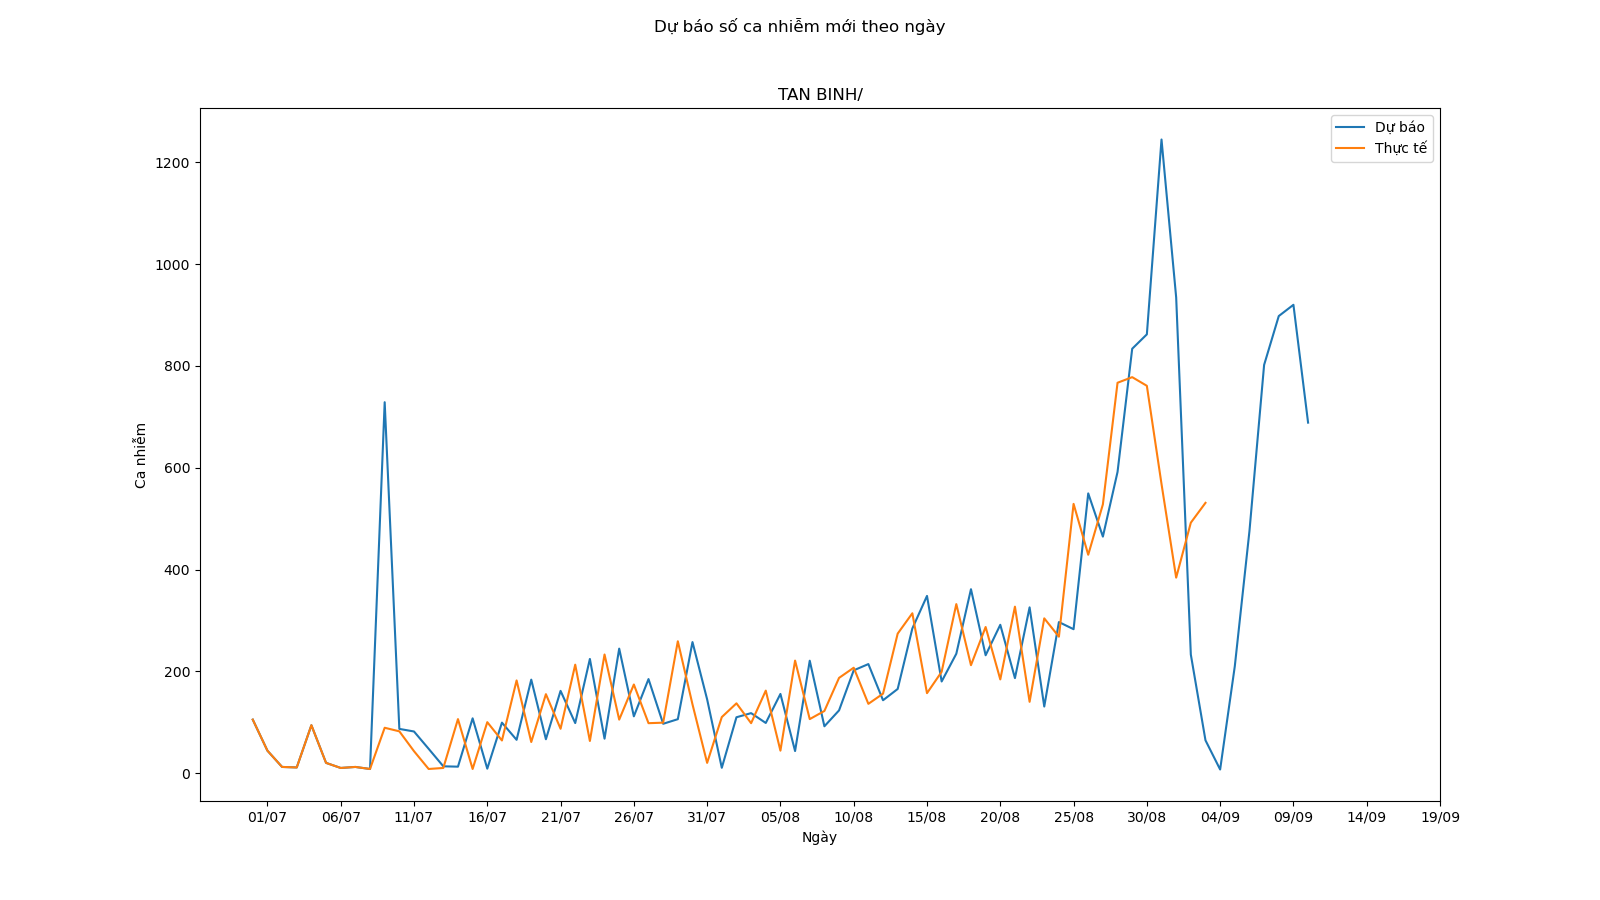 Dự báo số ca nhiễm mới theo ngày
TAN BINH/
Dự báo
Thực tế
1200
1000
800
600
400
200
0
Ca nhiễm
01/07 06/07 11/07 16/07 21/07 26/07 31/07 05/08 10/08 15/08 20/08 25/08 30/08 04/09 09/09 14/09 19/09
Ngày